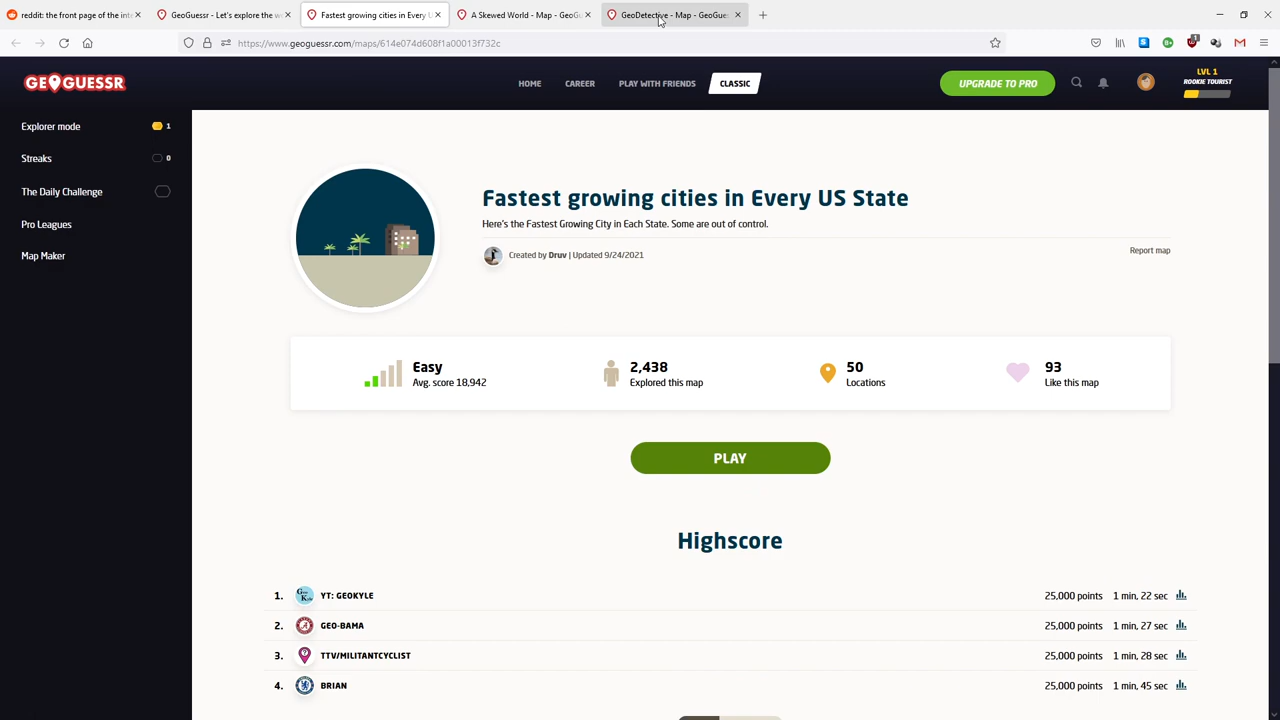 reddit: the front page of the int
GeoGuessr - Let's explore the w
Fastest growing cities in Every U
A Skewed World - Map - GeoG
GeoDetective - Map - GeoGues
https://www.geoguessr.com/maps/614e074d608f1a00013f732c
GEOGUESSR
HOME
CAREER
PLAY WITH FRIENDS
CLASSIC
UPGRADE TO PRO
LVL 1
ROOKIE TOURIST
Explorer mode 1
Streaks 0
The Daily Challenge
Pro Leagues
Map Maker
Fastest growing cities in Every US State
Here's the Fastest Growing City in Each State. Some are out of control.
Created by Druv | Updated 9/24/2021
Report map
Easy
Avg. score 18,942
2,438
Explored this map
50
Locations
93
Like this map
PLAY
Highscore
1. YT: GEOKYLE 25,000 points 1 min, 22 sec
2. GEO-BAMA 25,000 points 1 min, 27 sec
3. TTV/MILITANTCYCLIST 25,000 points 1 min, 28 sec
4. BRIAN 25,000 points 1 min, 45 sec